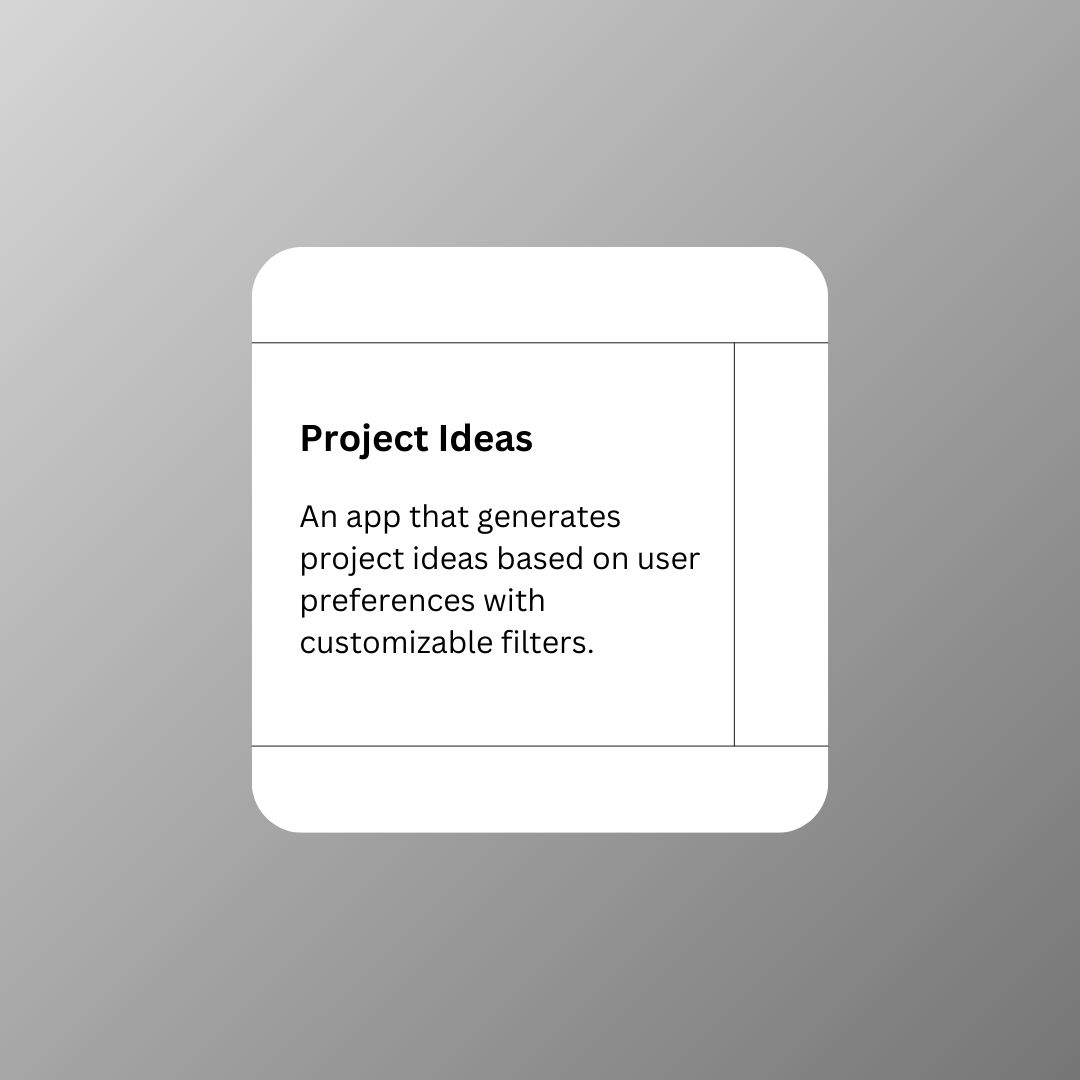 Project Ideas
An app that generates
project ideas based on user
preferences with
customizable filters.